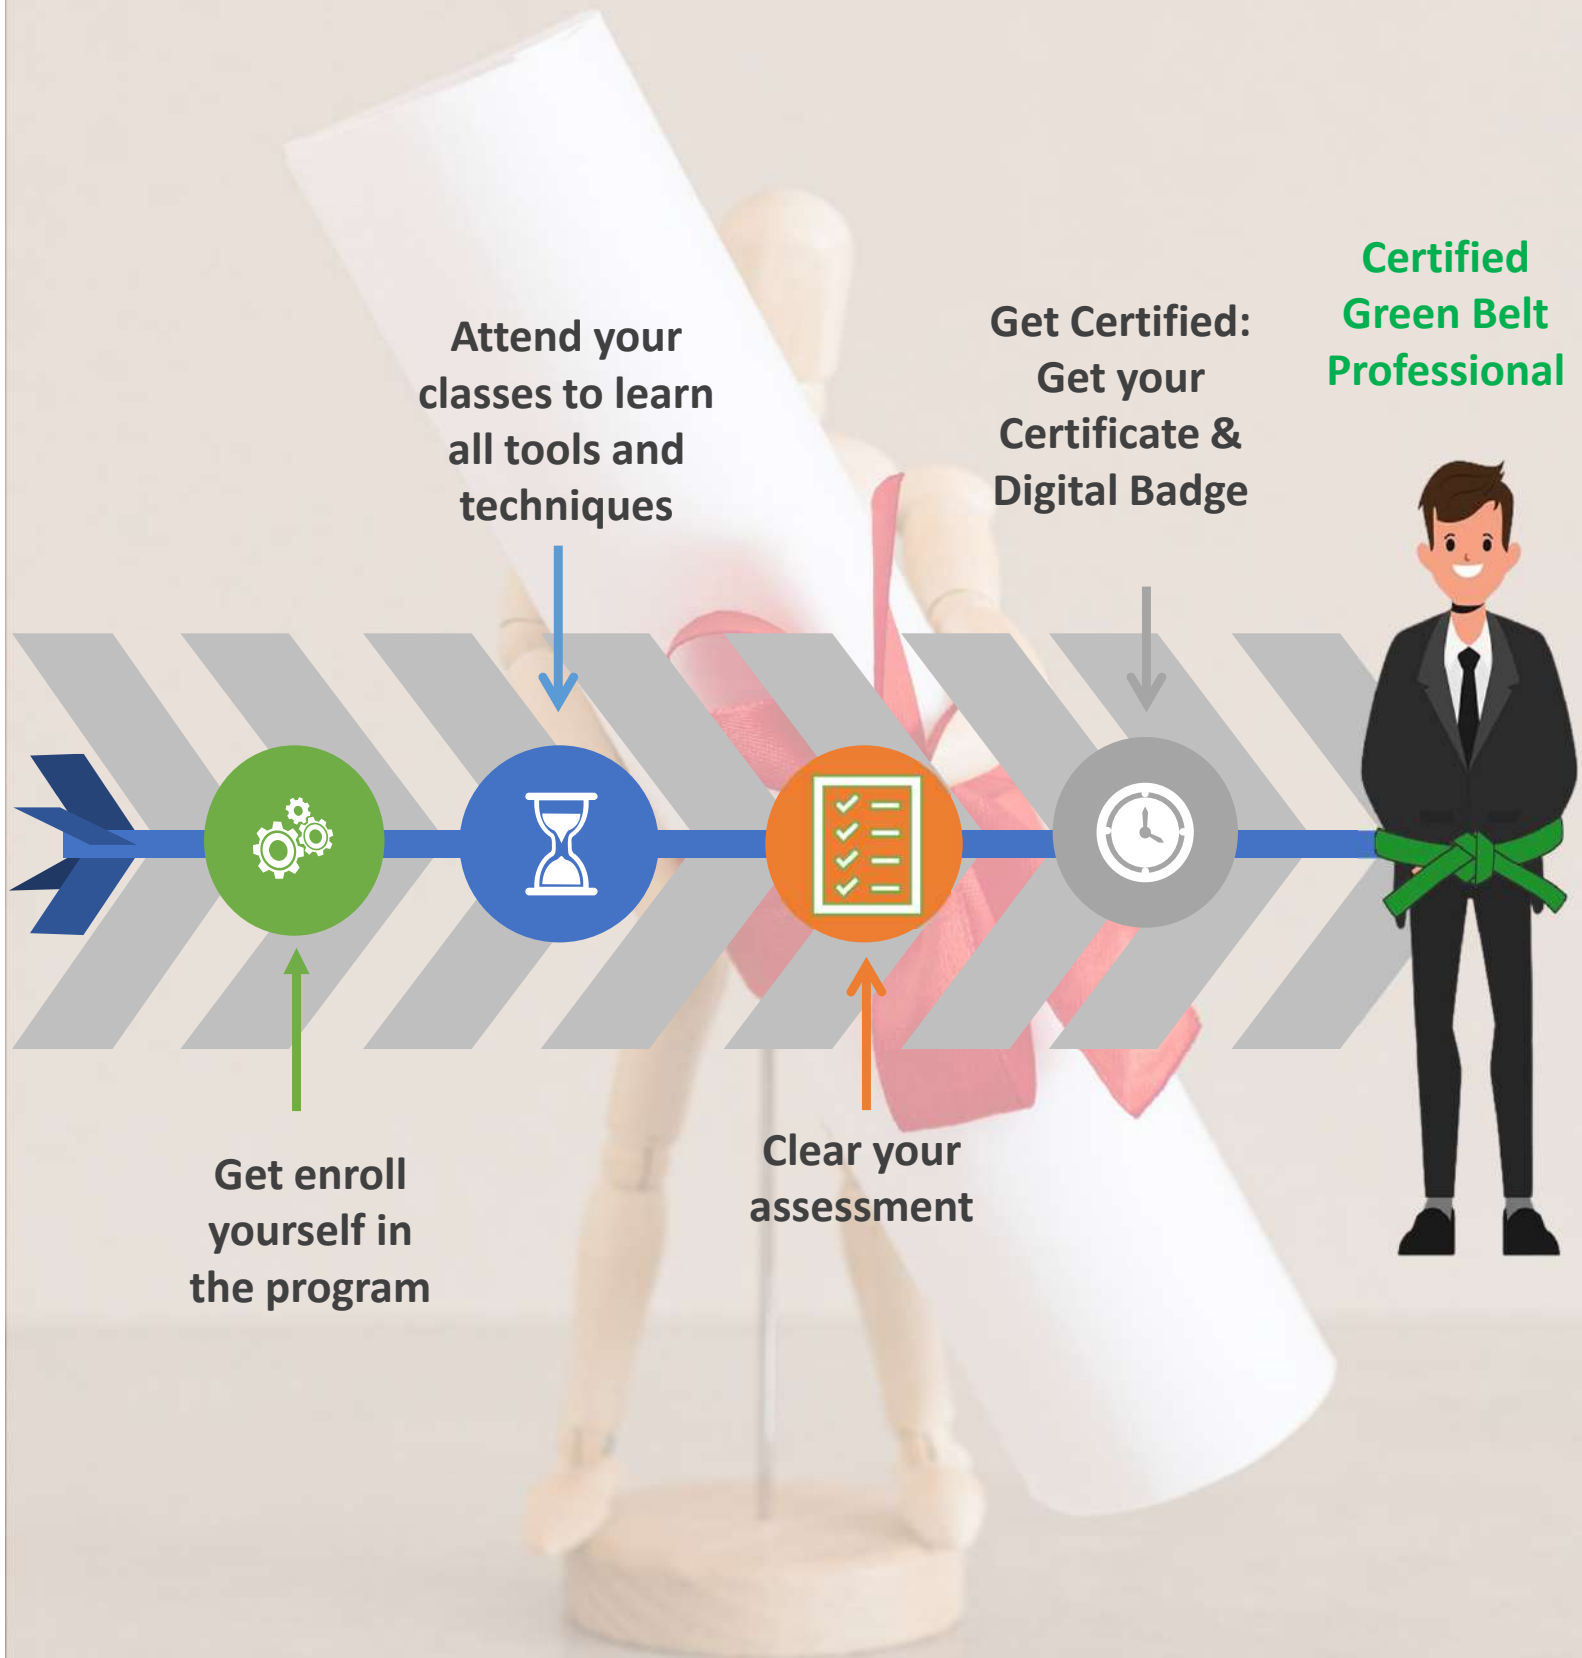 Attend your
classes to learn
all tools and
techniques
Get Certified:
Get your
Certificate &
Digital Badge
Certified
Green Belt
Professional
Get enroll
yourself in
the program
Clear your
assessment